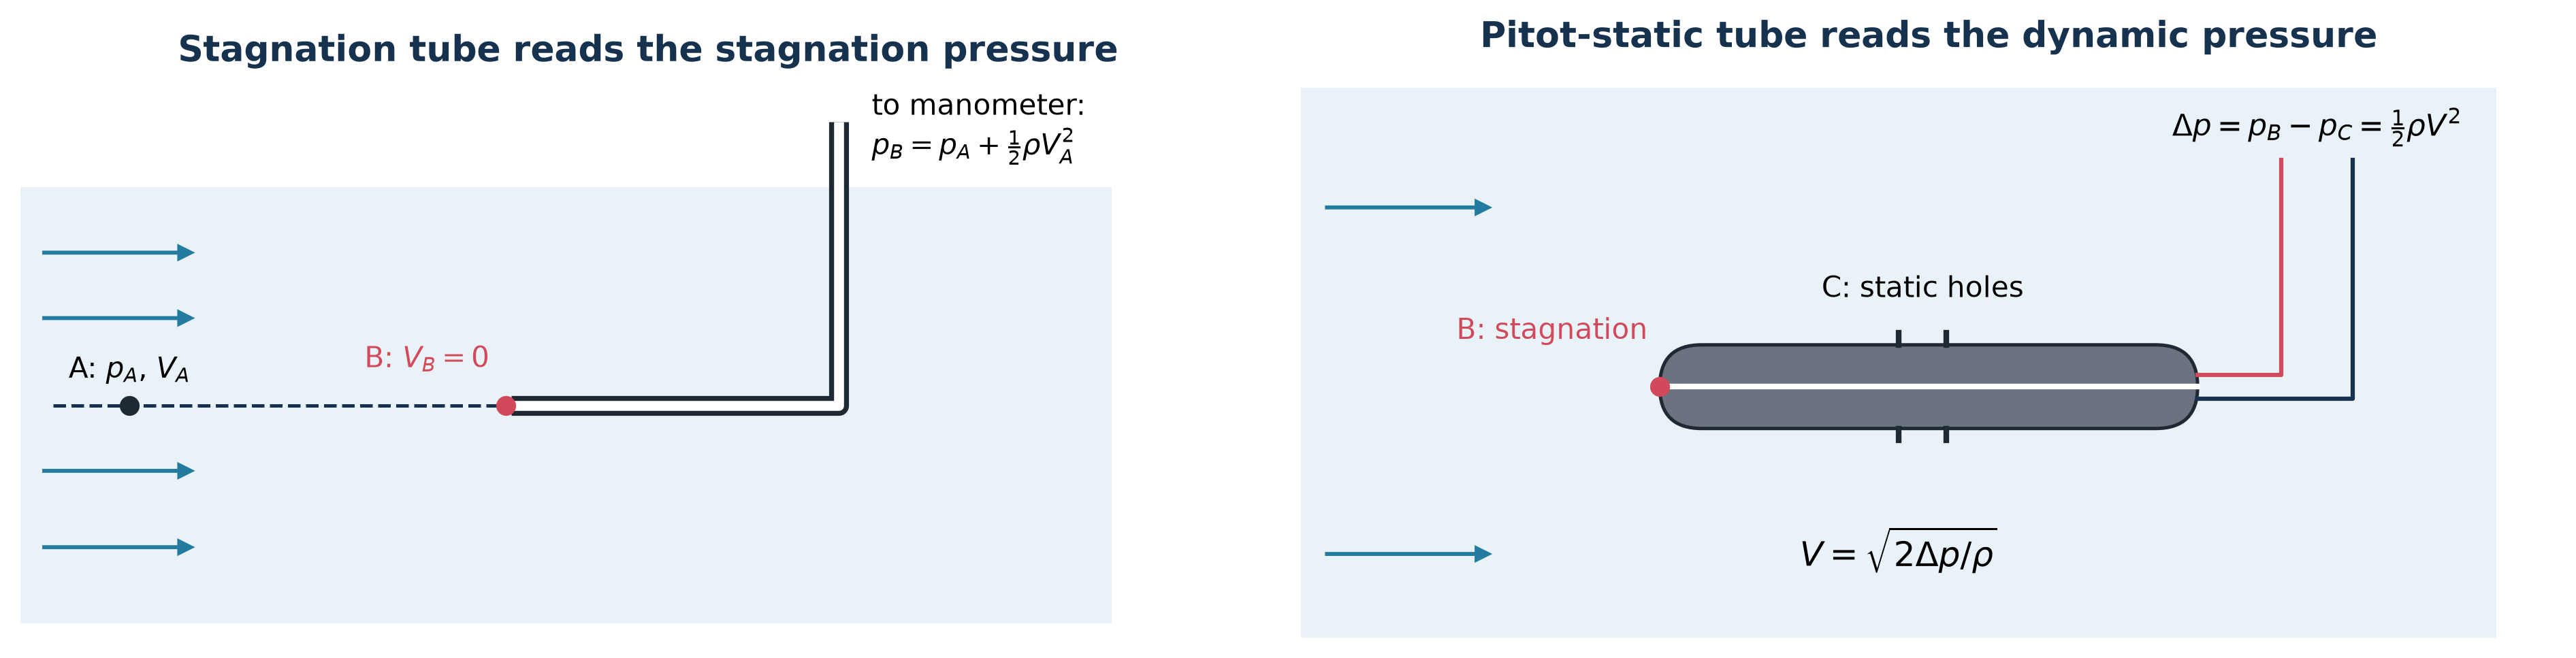 Stagnation tube reads the stagnation pressure
to manometer:
p_B = p_A + ½ρV_A²
A: p_A, V_A
B: V_B = 0
Pitot-static tube reads the dynamic pressure
Δp = p_B − p_C = ½ρV²
C: static holes
B: stagnation
V = √(2Δp/ρ)